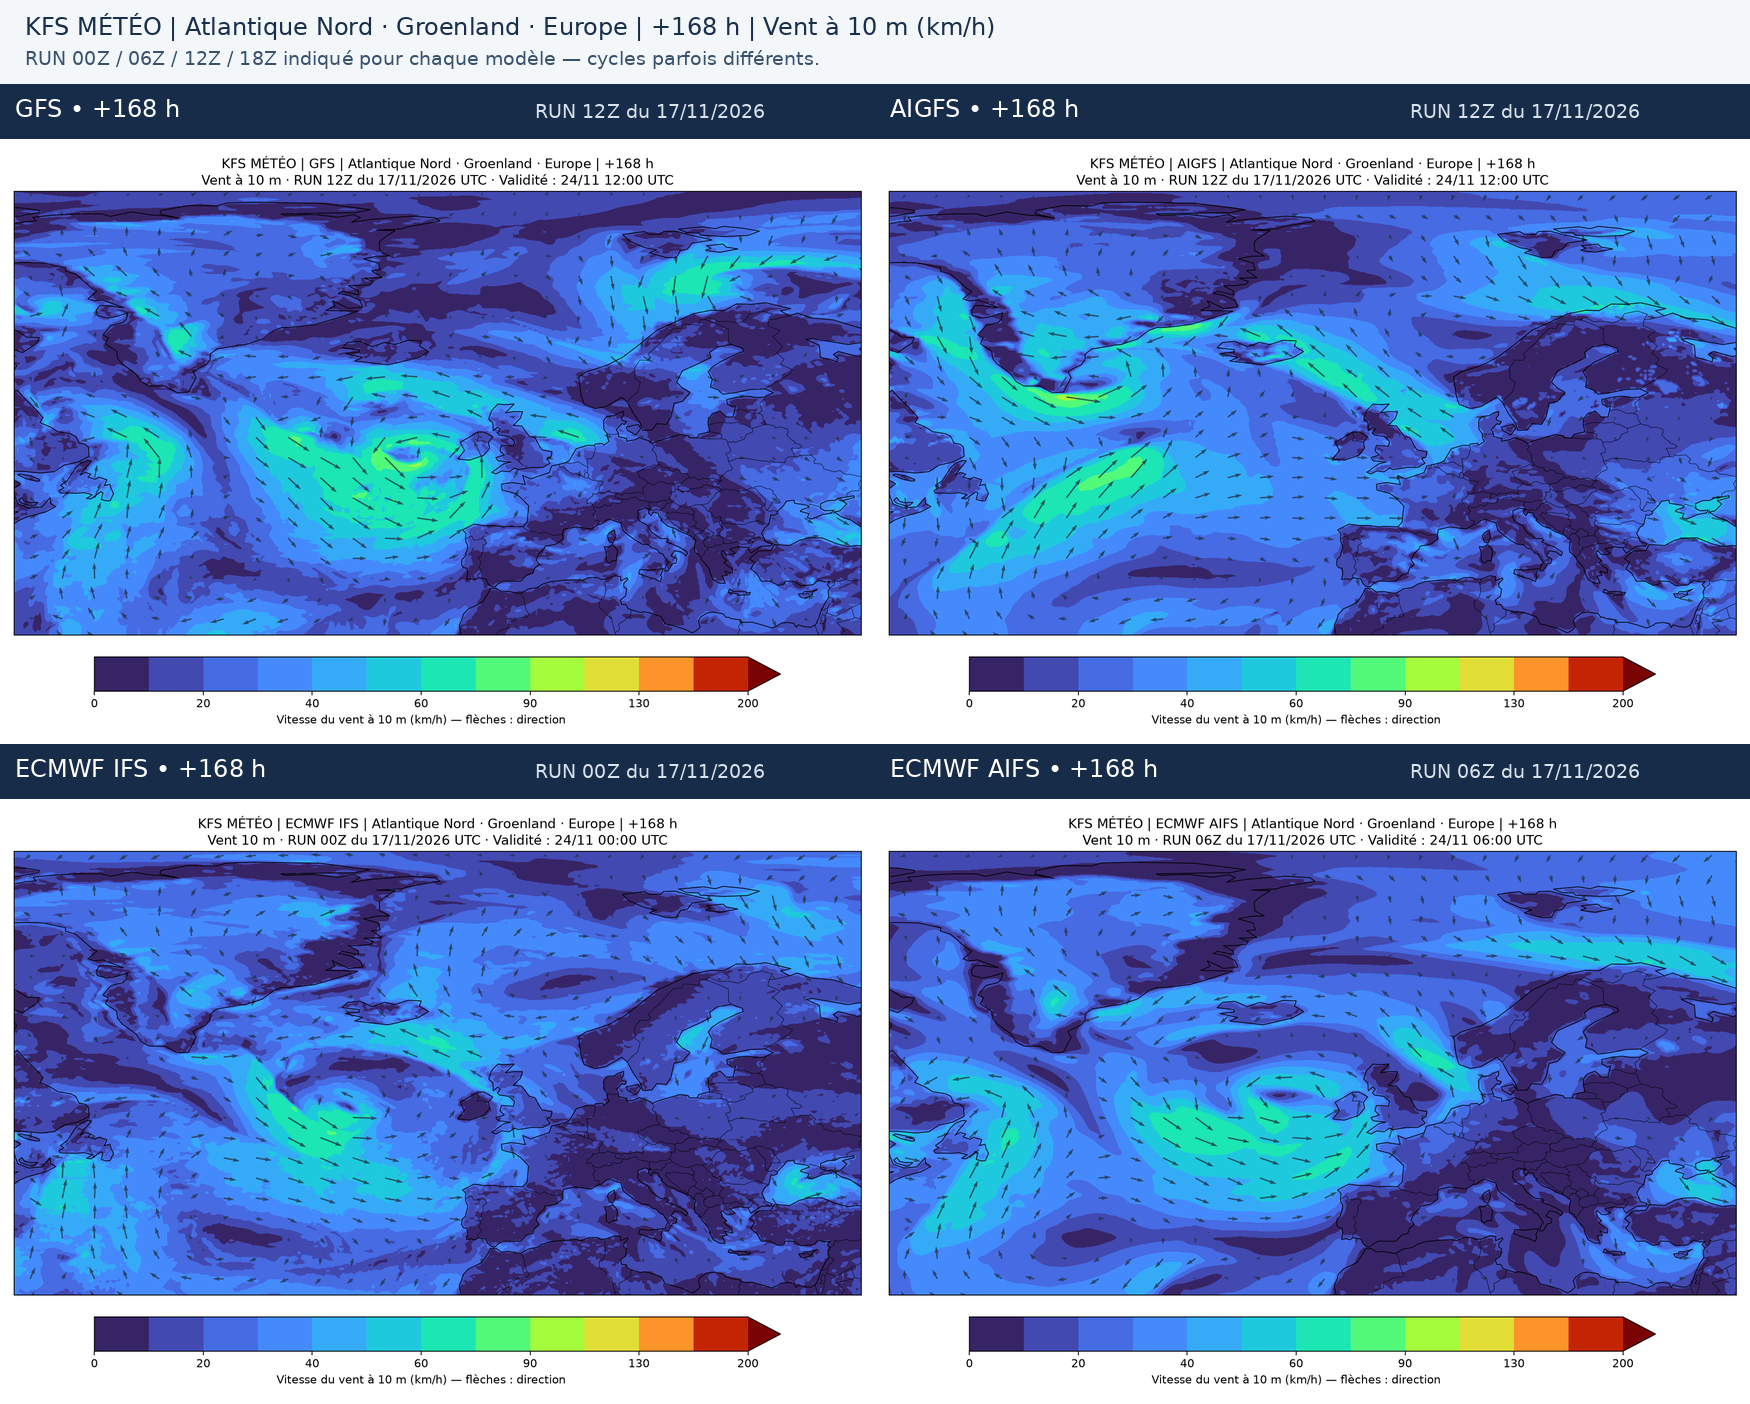 KFS MÉTÉO | Atlantique Nord · Groenland · Europe | +168 h | Vent à 10 m (km/h)
RUN 00Z / 06Z / 12Z / 18Z indiqué pour chaque modèle — cycles parfois différents.
GFS • +168 h RUN 12Z du 17/11/2026
KFS MÉTÉO | GFS | Atlantique Nord · Groenland · Europe | +168 h
Vent à 10 m · RUN 12Z du 17/11/2026 UTC · Validité : 24/11 12:00 UTC
0 20 40 60 90 130 200
Vitesse du vent à 10 m (km/h) — flèches : direction
AIGFS • +168 h RUN 12Z du 17/11/2026
KFS MÉTÉO | AIGFS | Atlantique Nord · Groenland · Europe | +168 h
Vent à 10 m · RUN 12Z du 17/11/2026 UTC · Validité : 24/11 12:00 UTC
0 20 40 60 90 130 200
Vitesse du vent à 10 m (km/h) — flèches : direction
ECMWF IFS • +168 h RUN 00Z du 17/11/2026
KFS MÉTÉO | ECMWF IFS | Atlantique Nord · Groenland · Europe | +168 h
Vent 10 m · RUN 00Z du 17/11/2026 UTC · Validité : 24/11 00:00 UTC
0 20 40 60 90 130 200
Vitesse du vent à 10 m (km/h) — flèches : direction
ECMWF AIFS • +168 h RUN 06Z du 17/11/2026
KFS MÉTÉO | ECMWF AIFS | Atlantique Nord · Groenland · Europe | +168 h
Vent 10 m · RUN 06Z du 17/11/2026 UTC · Validité : 24/11 06:00 UTC
0 20 40 60 90 130 200
Vitesse du vent à 10 m (km/h) — flèches : direction